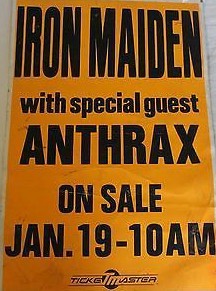 IRON MAIDEN
with special guest
ANTHRAX
ON SALE
JAN. 19-10AM
TICKETMASTER